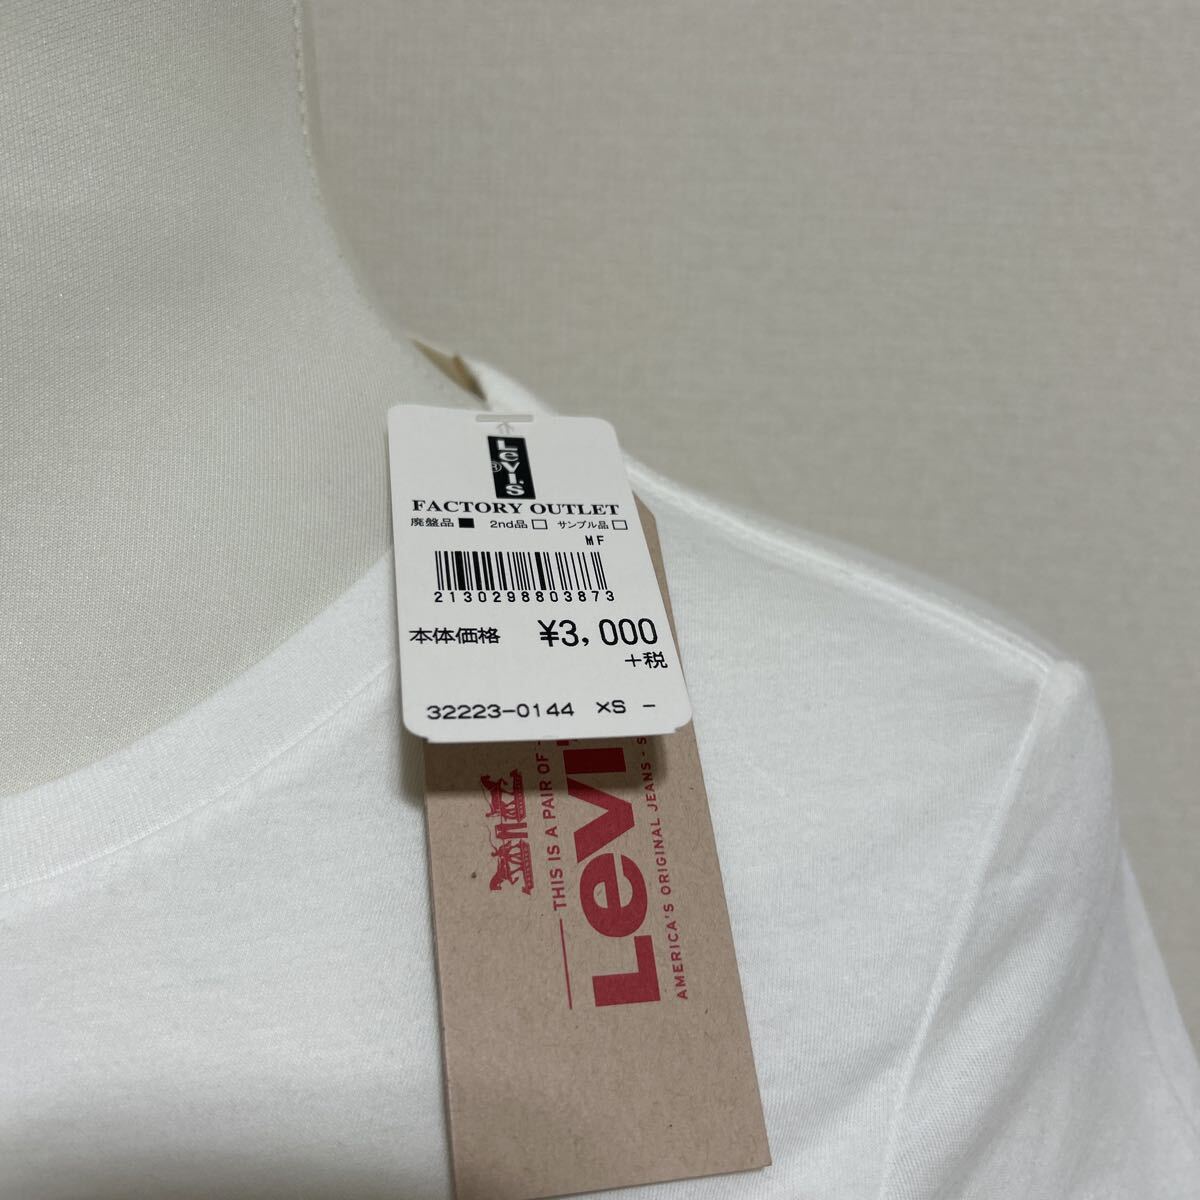 Levi's®
FACTORY OUTLET
廃盤品■ 2nd品□ サンプル品□
MF
2130298803873
本体価格 ¥3,000
+税
32223-0144 XS -
THIS IS A PAIR OF
Levi'
AMERICA'S ORIGINAL JEANS - S